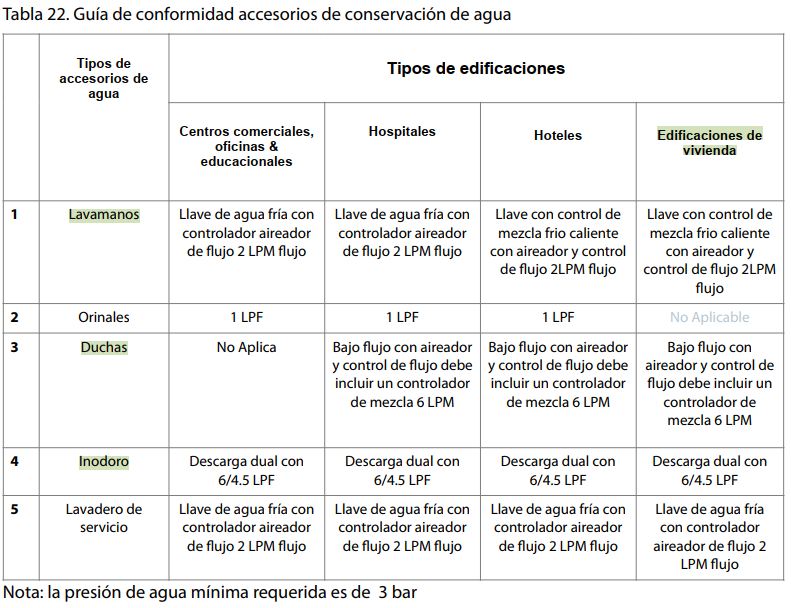 Tabla 22. Guía de conformidad accesorios de conservación de agua
Tipos de
accesorios de
agua
Tipos de edificaciones
Centros comerciales,
oficinas &
educacionales
Hospitales
Hoteles
Edificaciones de
vivienda
1
Lavamanos
Llave de agua fría con
controlador aireador
de flujo 2 LPM flujo
Llave de agua fría con
controlador aireador
de flujo 2 LPM flujo
Llave con control de
mezcla frio caliente
con aireador y control
de flujo 2LPM flujo
Llave con control de
mezcla frio caliente
con aireador y
control de flujo 2LPM
flujo
2
Orinales
1 LPF
1 LPF
1 LPF
No Aplicable
3
Duchas
No Aplica
Bajo flujo con aireador
y control de flujo debe
incluir un controlador
de mezcla 6 LPM
Bajo flujo con aireador
y control de flujo debe
incluir un controlador
de mezcla 6 LPM
Bajo flujo con
aireador y control de
flujo debe incluir un
controlador de
mezcla 6 LPM
4
Inodoro
Descarga dual con
6/4.5 LPF
Descarga dual con
6/4.5 LPF
Descarga dual con
6/4.5 LPF
Descarga dual con
6/4.5 LPF
5
Lavadero de
servicio
Llave de agua fría con
controlador aireador
de flujo 2 LPM flujo
Llave de agua fría con
controlador aireador
de flujo 2 LPM flujo
Llave de agua fría con
controlador aireador
de flujo 2 LPM flujo
Llave de agua fría
con controlador
aireador de flujo 2
LPM flujo
Nota: la presión de agua mínima requerida es de 3 bar